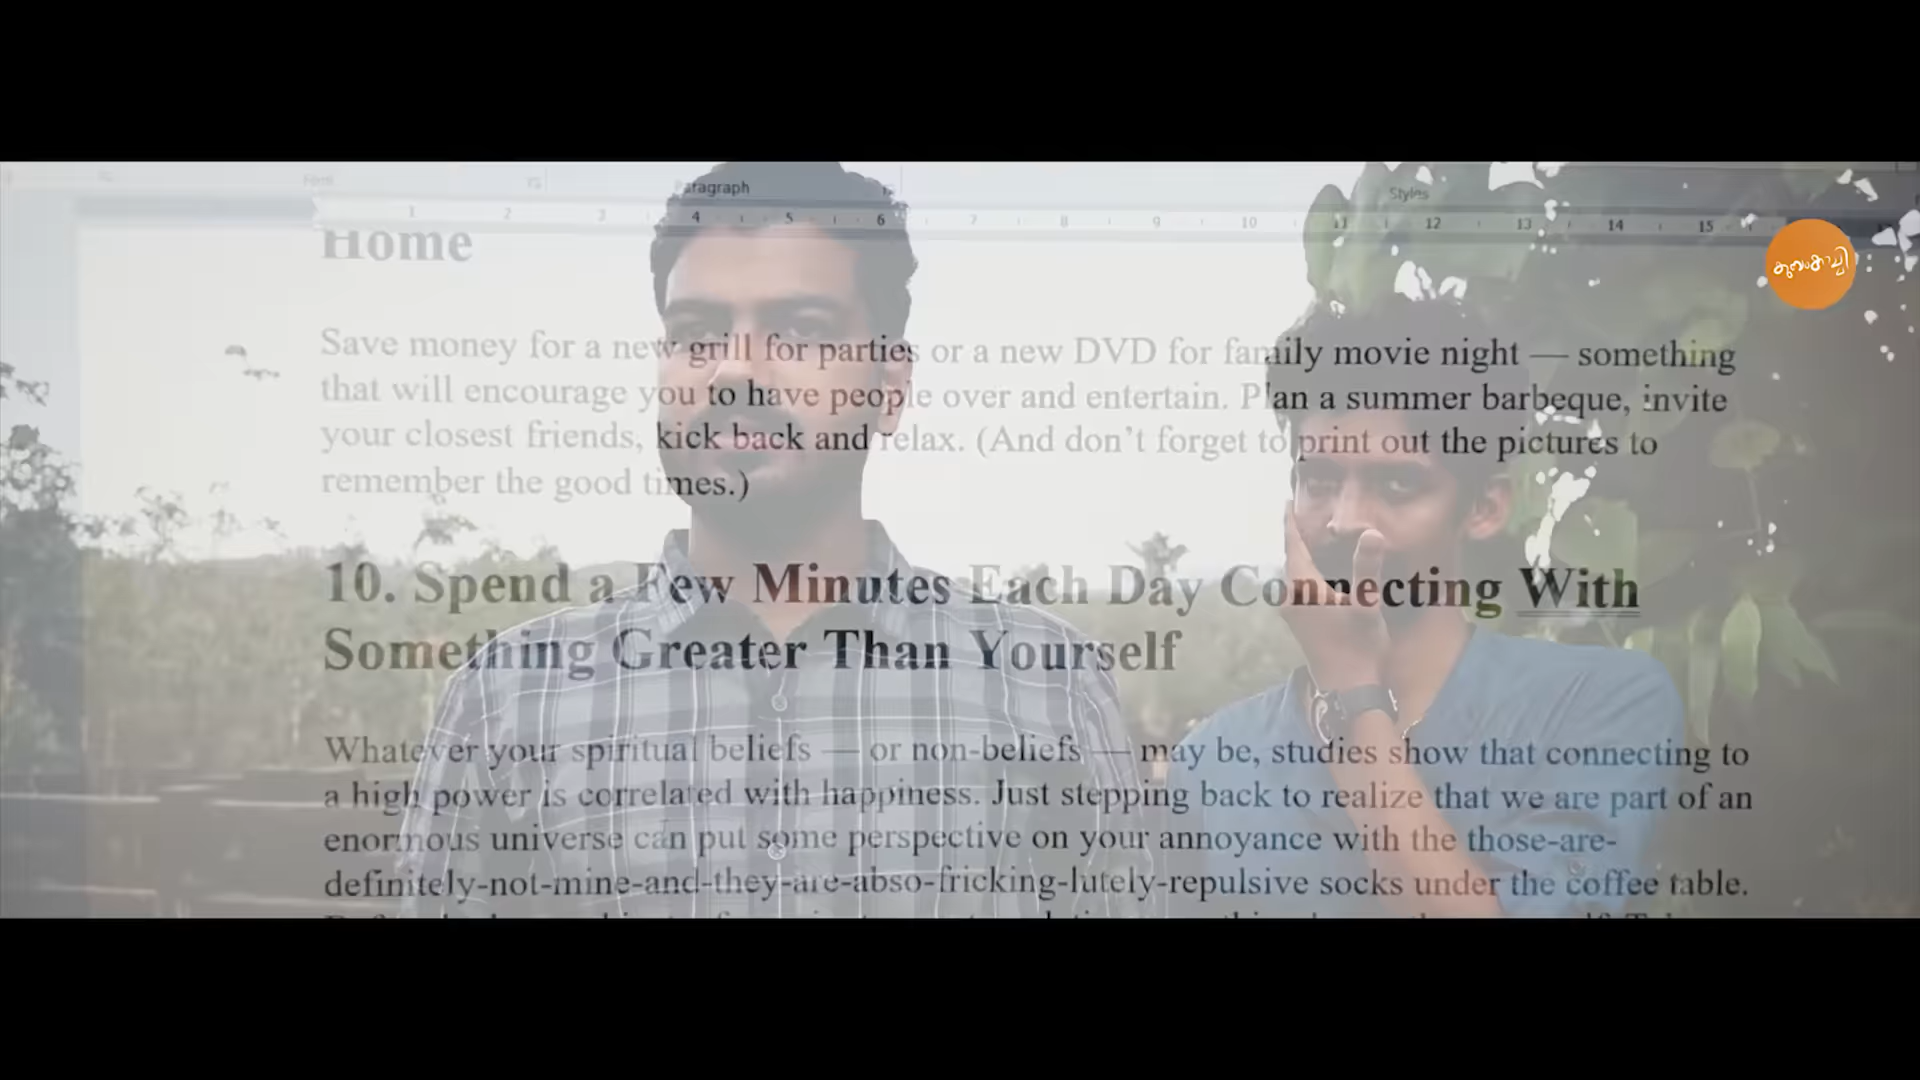 Paragraph
Styles
1 2 3 4 5 6 7 8 9 10 11 12 13 14 15
Home
Save money for a new grill for parties or a new DVD for family movie night — something
that will encourage you to have people over and entertain. Plan a summer barbeque, invite
your closest friends, kick back and relax. (And don’t forget to print out the pictures to
remember the good times.)
10. Spend a Few Minutes Each Day Connecting With
Something Greater Than Yourself
Whatever your spiritual beliefs — or non-beliefs — may be, studies show that connecting to
a high power is correlated with happiness. Just stepping back to realize that we are part of an
enormous universe can put some perspective on your annoyance with the those-are-
definitely-not-mine-and-they-are-abso-fricking-lutely-repulsive socks under the coffee table.